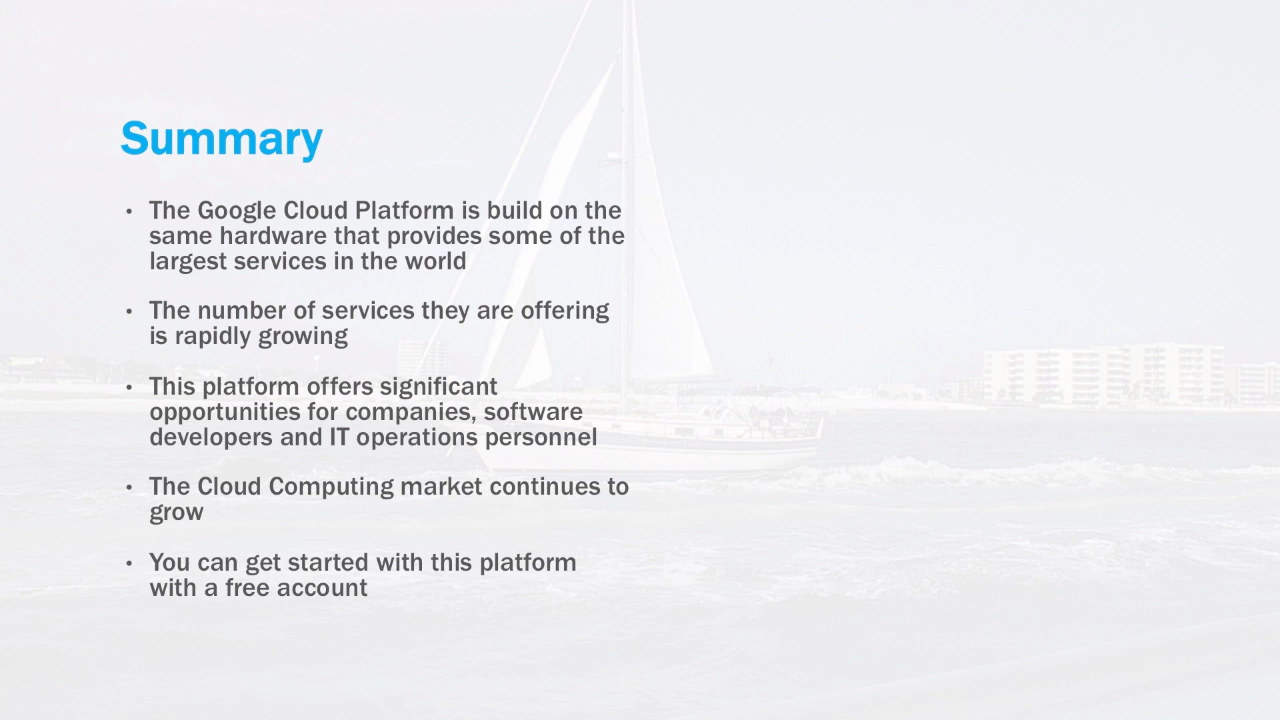 Summary
• The Google Cloud Platform is build on the
same hardware that provides some of the
largest services in the world
• The number of services they are offering
is rapidly growing
• This platform offers significant
opportunities for companies, software
developers and IT operations personnel
• The Cloud Computing market continues to
grow
• You can get started with this platform
with a free account